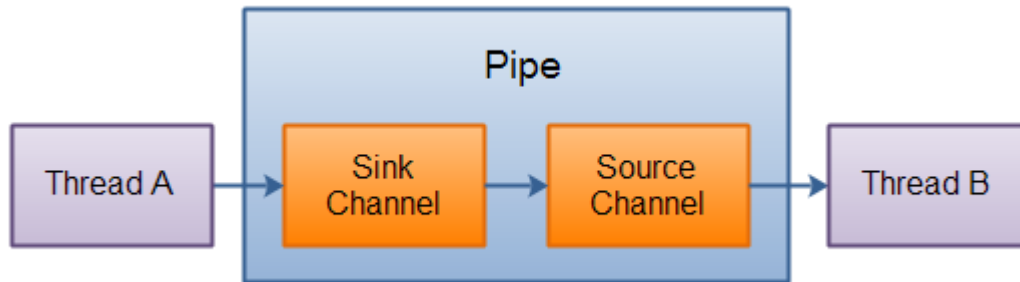 Pipe
Thread A
Sink
Channel
Source
Channel
Thread B